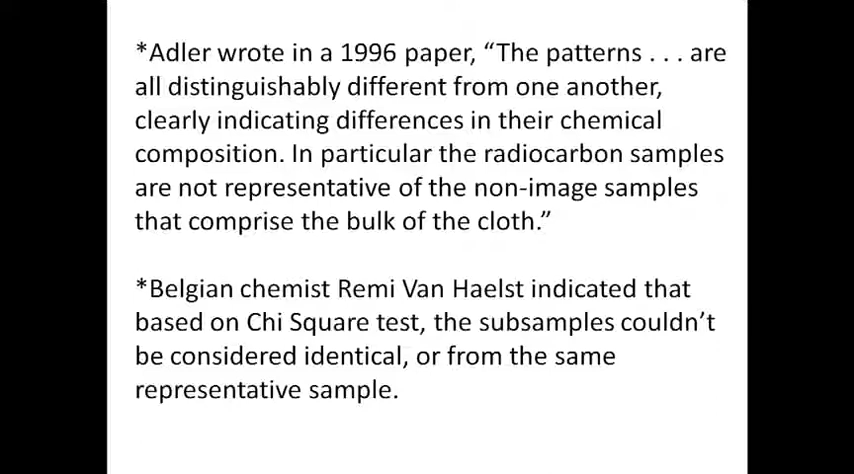 *Adler wrote in a 1996 paper, “The patterns . . . are
all distinguishably different from one another,
clearly indicating differences in their chemical
composition. In particular the radiocarbon samples
are not representative of the non-image samples
that comprise the bulk of the cloth.”
*Belgian chemist Remi Van Haelst indicated that
based on Chi Square test, the subsamples couldn’t
be considered identical, or from the same
representative sample.